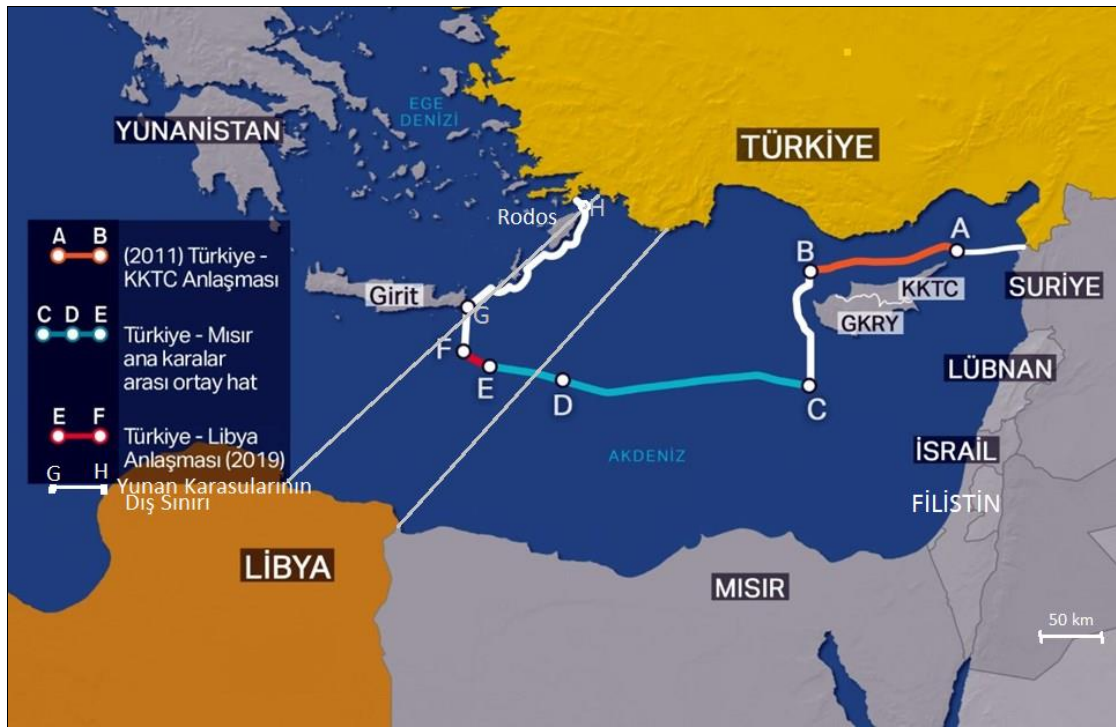 EGE
DENİZİ
YUNANİSTAN
TÜRKİYE
Rodos
H
A
B
A B
(2011) Türkiye -
KKTC Anlaşması
KKTC
SURİYE
Girit
G
GKRY
C D E
Türkiye - Mısır
ana karalar
arası ortay hat
F
E
D
C
LÜBNAN
E F
Türkiye - Libya
Anlaşması (2019)
AKDENİZ
İSRAİL
G H
Yunan Karasularının
Dış Sınırı
FİLİSTİN
LİBYA
MISIR
50 km